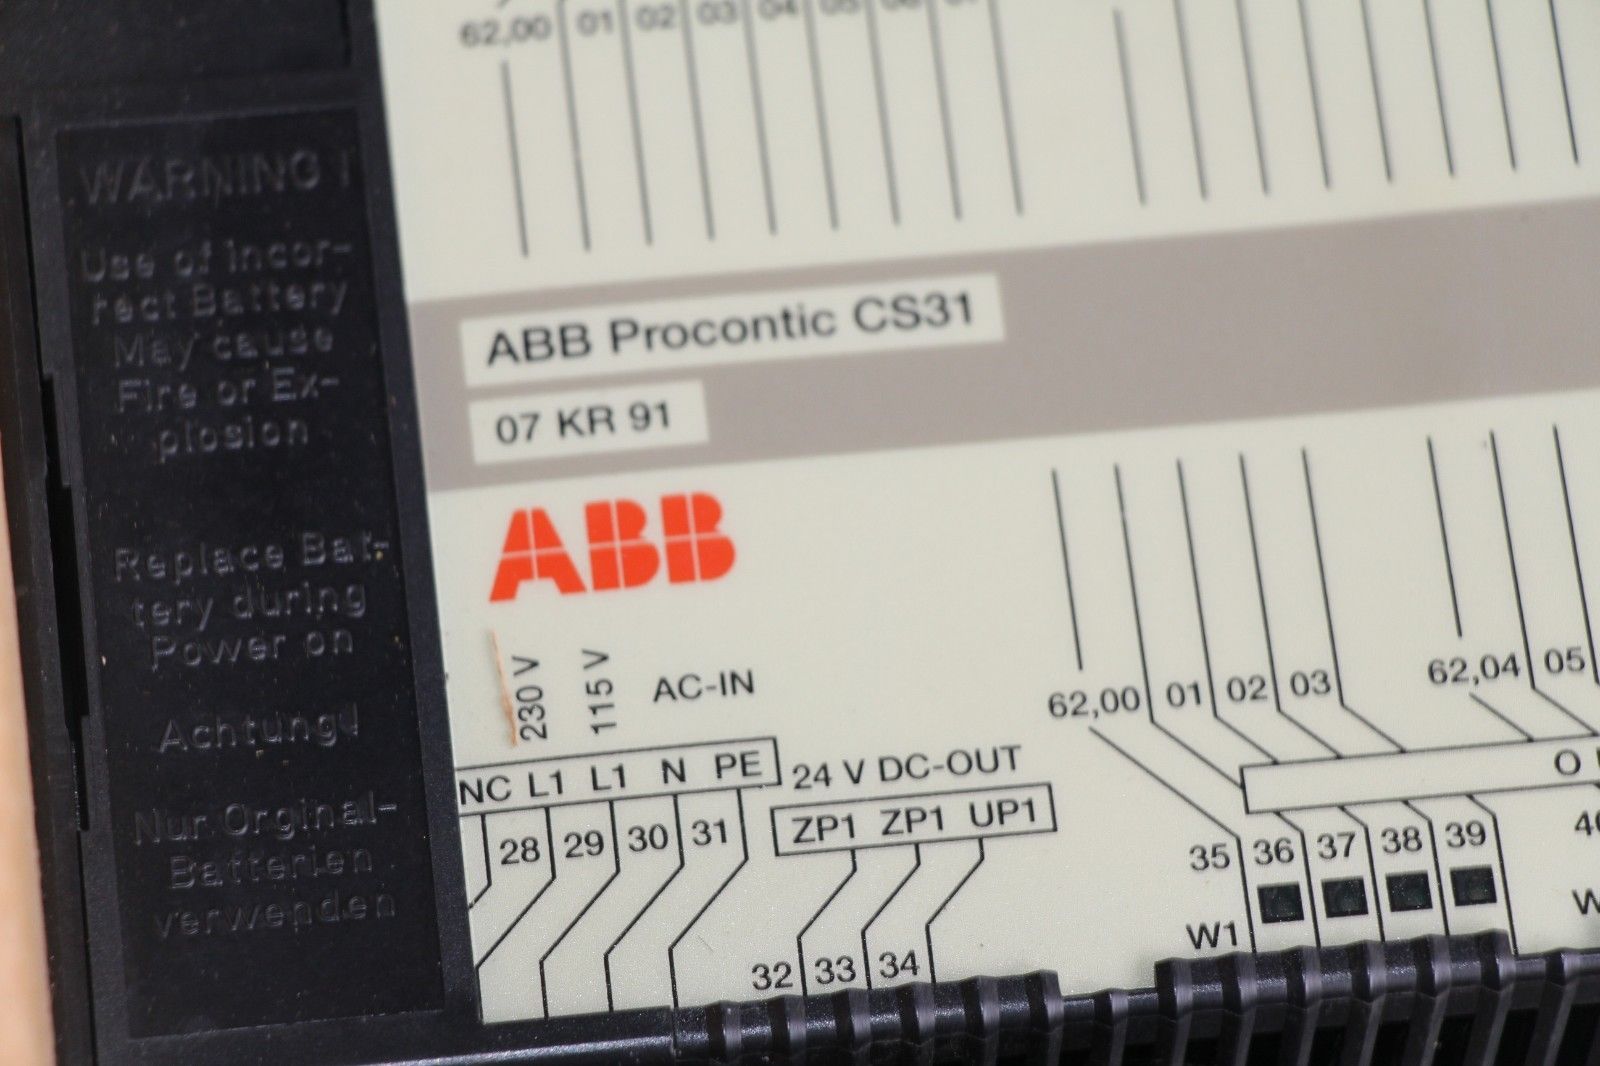 62,00 01 02 03 04 05 06 07
WARNING !
Use of Incor-
rect Battery
May cause
Fire or Ex-
plosion
Replace Bat-
tery during
Power on
Achtung!
Nur Orginal-
Batterien
verwenden
ABB Procontic CS31
07 KR 91
ABB
230 V 115 V AC-IN
NC L1 L1 N PE
24 V DC-OUT
ZP1 ZP1 UP1
28 29 30 31
32 33 34
62,00 01 02 03 62,04 05
O
35 36 37 38 39
W1